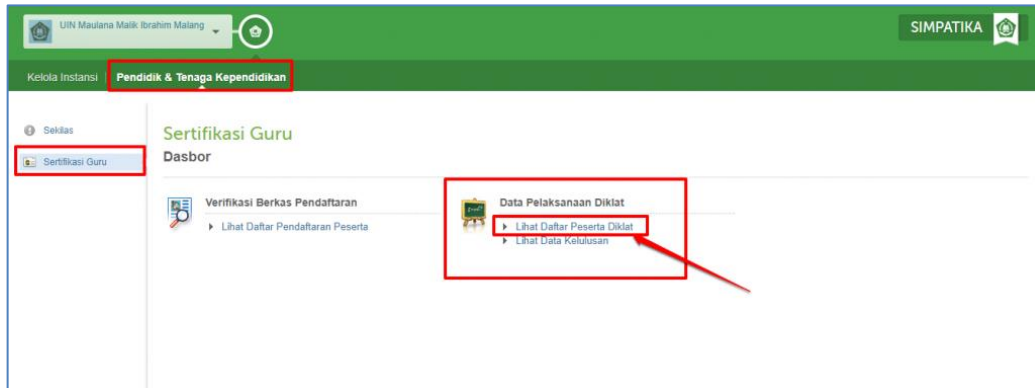 UIN Maulana Malik Ibrahim Malang
SIMPATIKA
Kelola Instansi Pendidik & Tenaga Kependidikan
Sekilas
Sertifikasi Guru
Sertifikasi Guru
Dasbor
Verifikasi Berkas Pendaftaran
Lihat Daftar Pendaftaran Peserta
Data Pelaksanaan Diklat
Lihat Daftar Peserta Diklat
Lihat Data Kelulusan